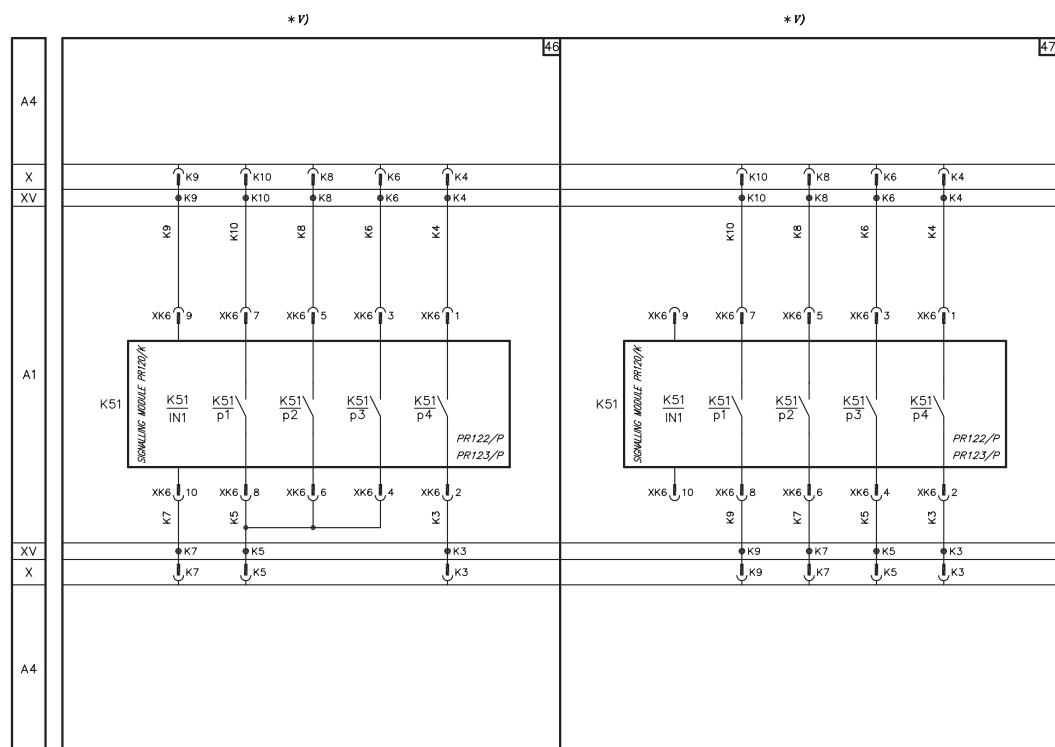 *V) *V)
46 47
A4
X K9 K10 K8 K6 K4 K10 K8 K6 K4
XV K9 K10 K8 K6 K4 K10 K8 K6 K4
K9 K10 K8 K6 K4 K10 K8 K6 K4
XK6 9 XK6 7 XK6 5 XK6 3 XK6 1 XK6 9 XK6 7 XK6 5 XK6 3 XK6 1
A1
SIGNALLING MODULE PR120/K SIGNALLING MODULE PR120/K
K51 K51 K51 K51 K51 K51 K51 K51 K51 K51 K51 K51
IN1 p1 p2 p3 p4 IN1 p1 p2 p3 p4
PR122/P PR122/P
PR123/P PR123/P
XK6 10 XK6 8 XK6 6 XK6 4 XK6 2 XK6 10 XK6 8 XK6 6 XK6 4 XK6 2
K7 K5 K3 K9 K7 K5 K3
XV K7 K5 K3 K9 K7 K5 K3
X K7 K5 K3 K9 K7 K5 K3
A4